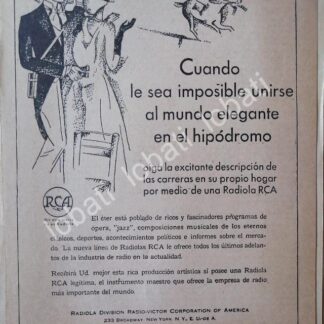 Cuando
le sea imposible unirse
al mundo elegante
en el hipódromo
oiga la excitante descripción de
las carreras en su propio hogar
por medio de una Radiola RCA
RCA
El éter está poblado de ricos y fascinadores programas de
ópera, "jazz", composiciones musicales de los eternos
clásicos, deportes, acontecimientos políticos e informes sobre el merca-
do. La nueva línea de Radiolas RCA le ofrece todos los últimos adelan-
tos de la industria de radio en la actualidad.
Recibirá Ud. mejor esta rica producción artística si posee una Radiola
RCA legítima, el instrumento maestro que ofrece la empresa de radio
más importante del mundo.
RADIOLA DIVISION RADIO-VICTOR CORPORATION OF AMERICA
233 BROADWAY, NEW YORK, N. Y., E. U. de A.
lobati lobati lobati
lobati lobati